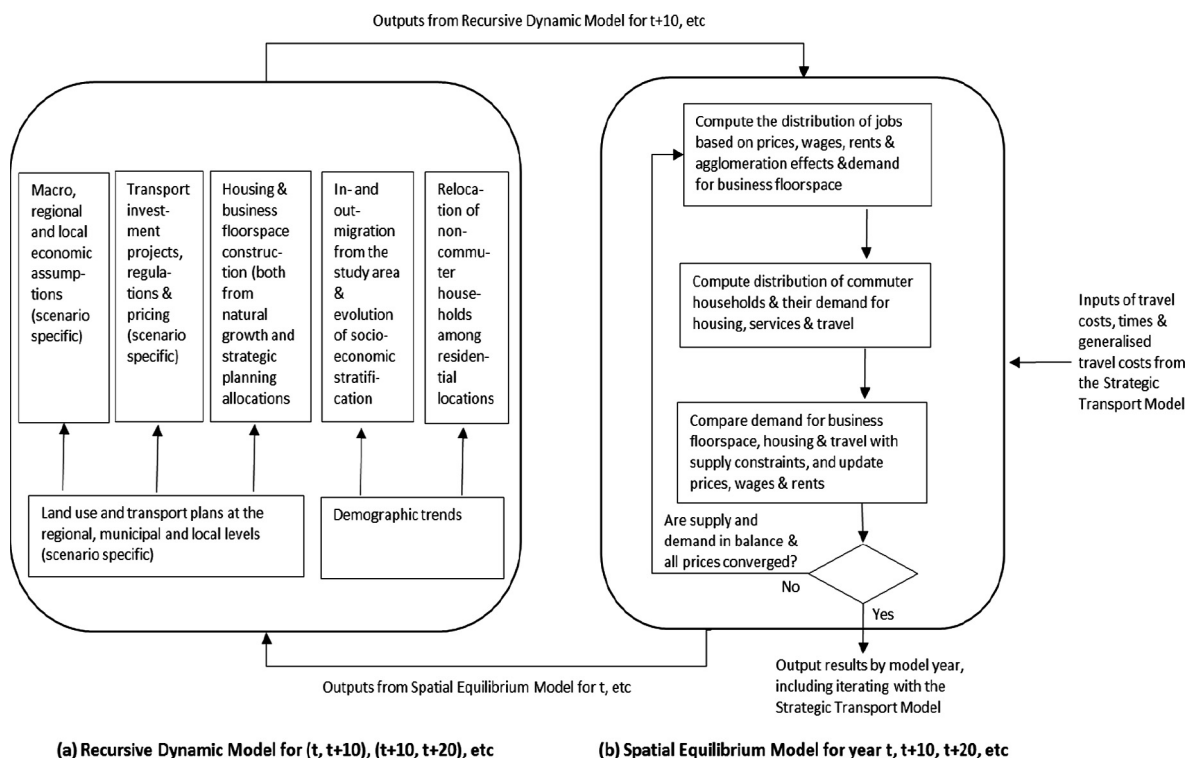 Outputs from Recursive Dynamic Model for t+10, etc
Macro,
regional
and local
economic
assump-
tions
(scenario
specific)
Transport
invest-
ment
projects,
regula-
tions &
pricing
(scenario
specific)
Housing &
business
floorspace
construc-
tion (both
from
natural
growth and
strategic
planning
allocations
In- and
out-
migration
from the
study area
&
evolution
of socio-
economic
stratifi-
cation
Reloca-
tion of
non-
commu-
ter
house-
holds
among
residen-
tial
locations
Land use and transport plans at the
regional, municipal and local levels
(scenario specific)
Demographic trends
Compute the distribution of jobs
based on prices, wages, rents &
agglomeration effects &demand
for business floorspace
Compute distribution of commuter
households & their demand for
housing, services & travel
Compare demand for business
floorspace, housing & travel with
supply constraints, and update
prices, wages & rents
Are supply and
demand in balance &
all prices converged?
No
Yes
Inputs of travel
costs, times &
generalised
travel costs from
the Strategic
Transport Model
Output results by model year,
including iterating with the
Strategic Transport Model
Outputs from Spatial Equilibrium Model for t, etc
(a) Recursive Dynamic Model for (t, t+10), (t+10, t+20), etc
(b) Spatial Equilibrium Model for year t, t+10, t+20, etc